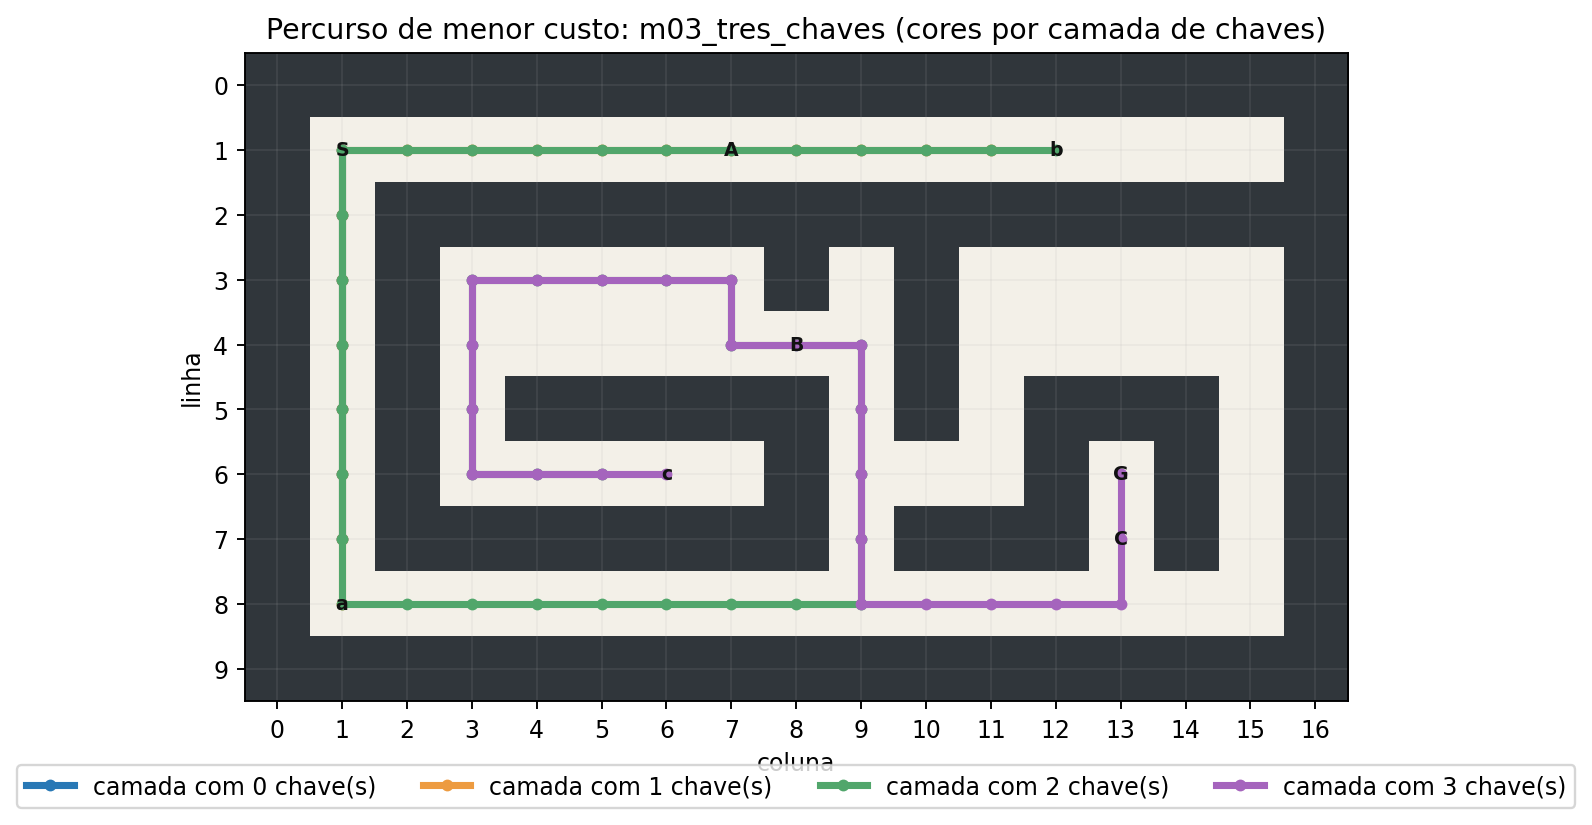 Percurso de menor custo: m03_tres_chaves (cores por camada de chaves)
0
1
2
3
4
5
6
7
8
9
linha
S
A
b
B
c
G
C
a
0 1 2 3 4 5 6 7 8 9 10 11 12 13 14 15 16
coluna
camada com 0 chave(s) camada com 1 chave(s) camada com 2 chave(s) camada com 3 chave(s)